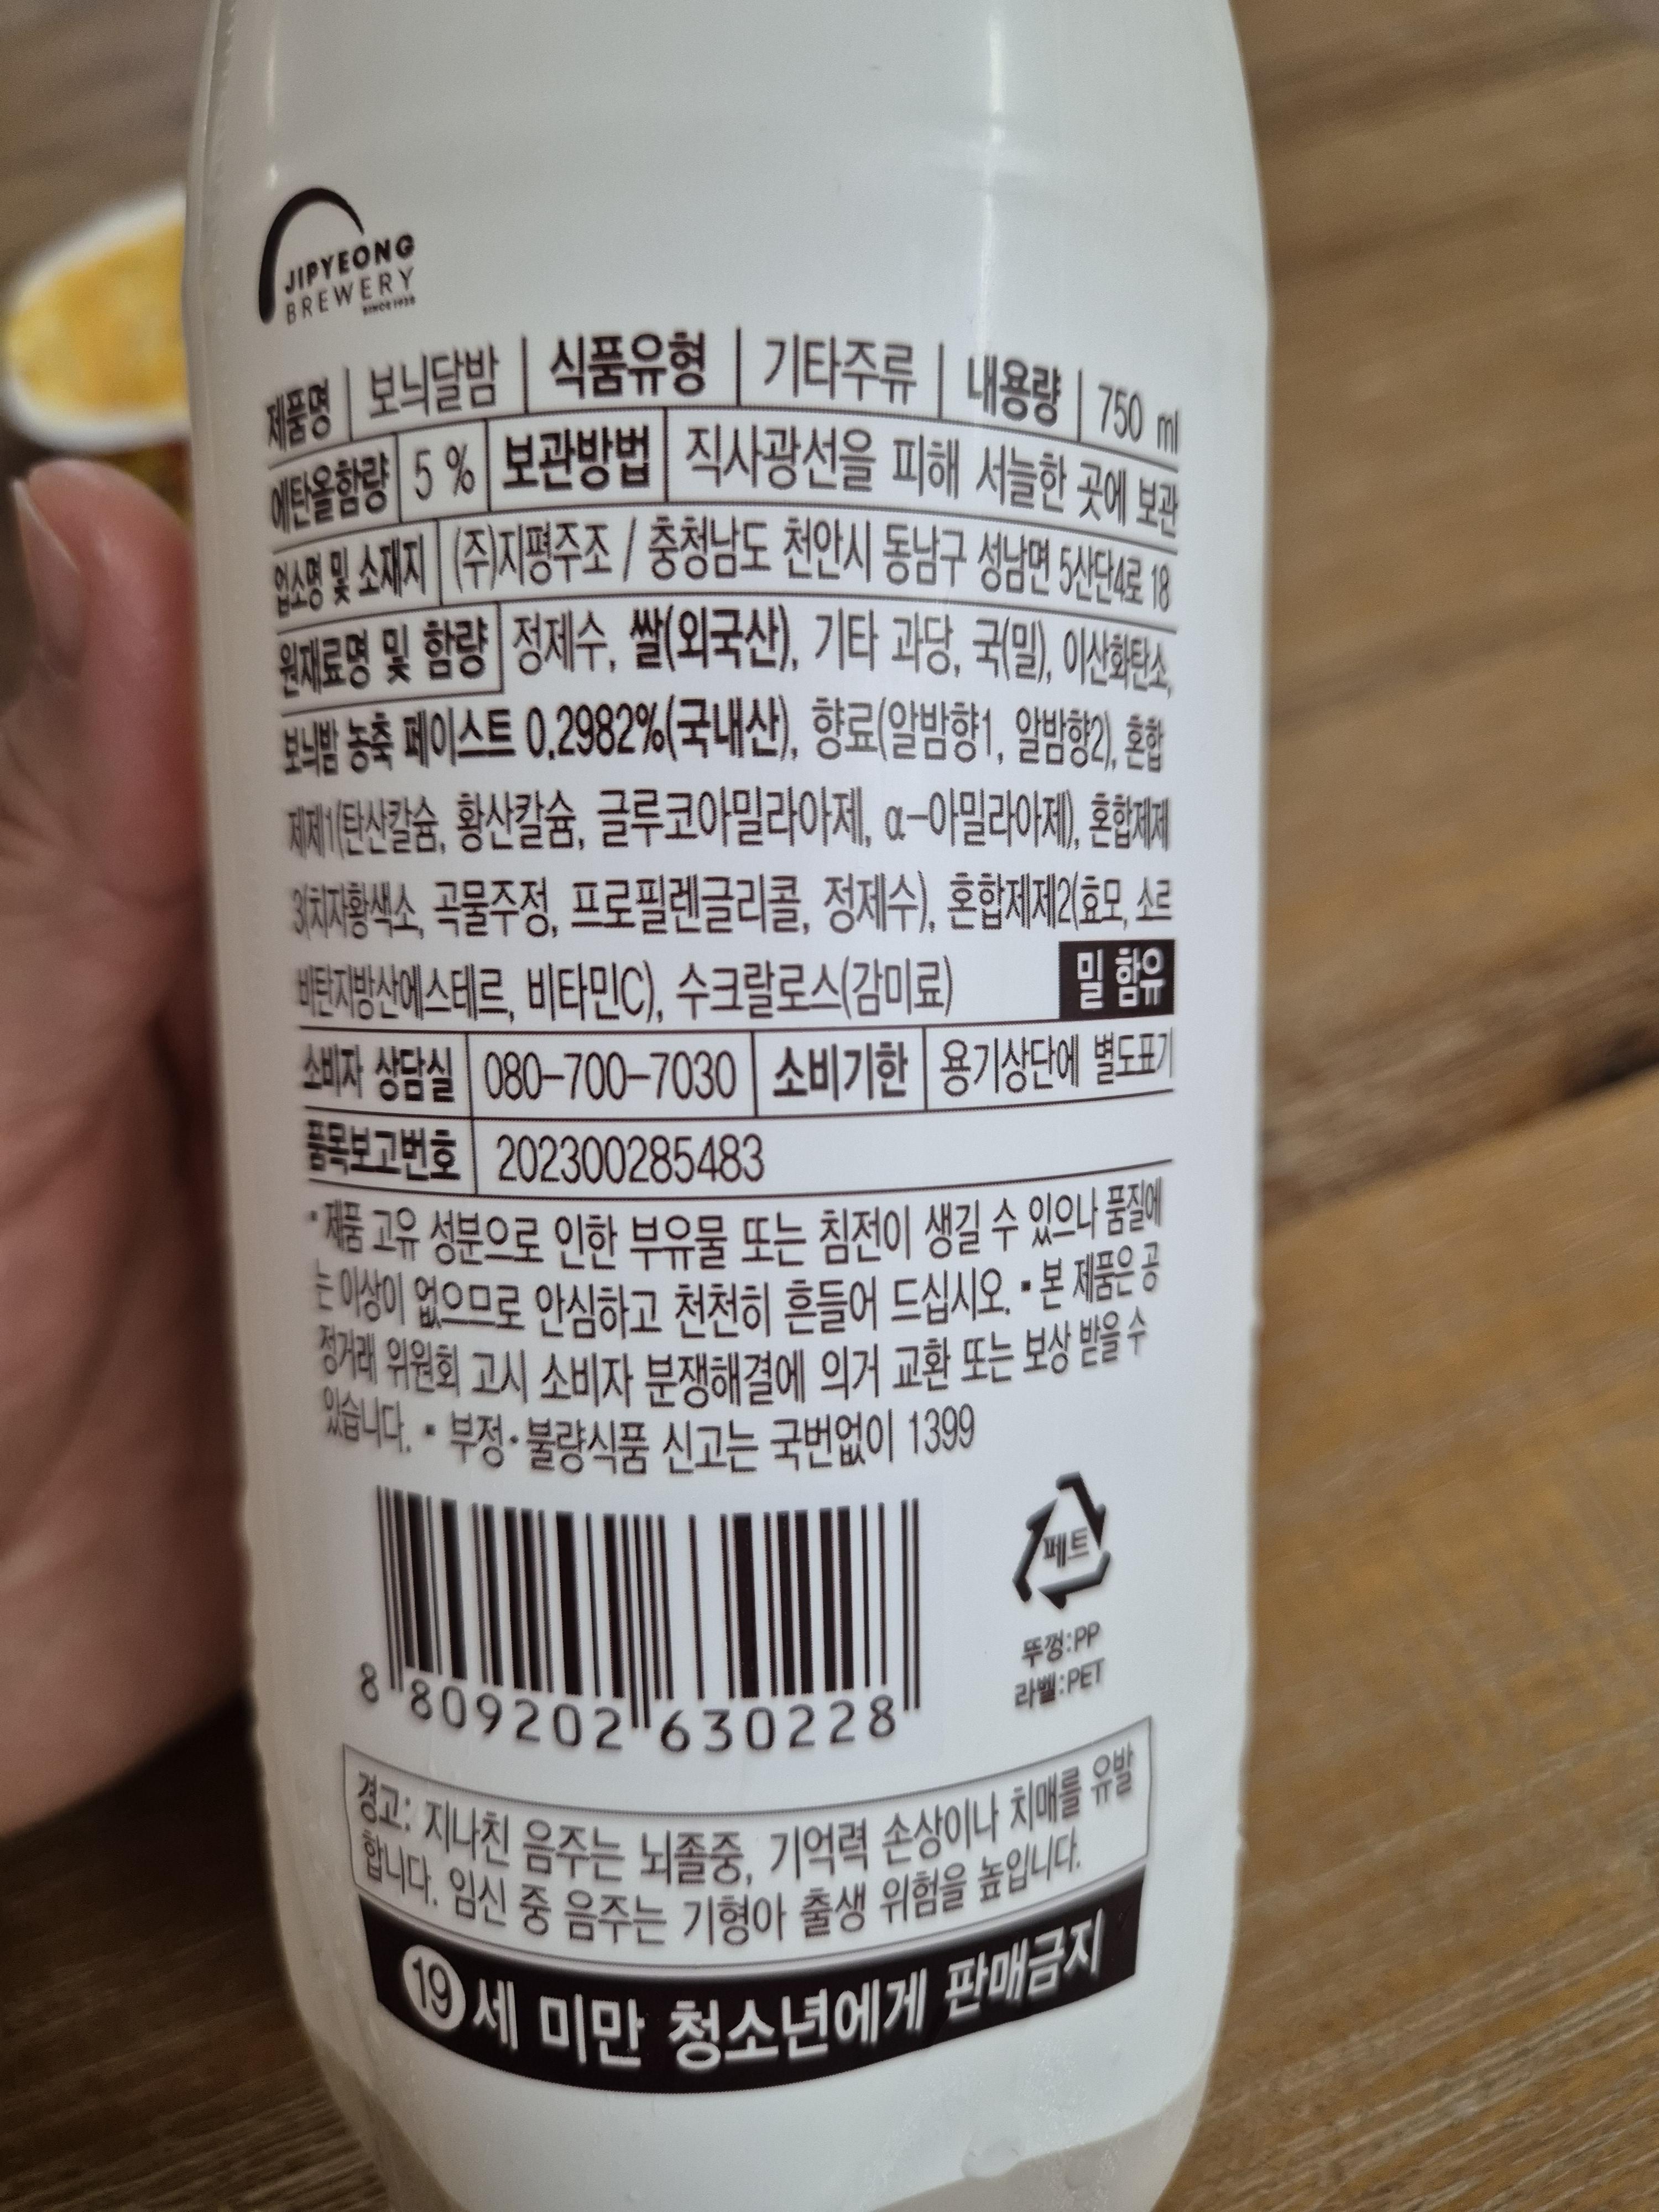 JIPYEONG
BREWERY
SINCE 1925
제품명 보늬달밤 식품유형 기타주류 내용량 750 ml
에탄올함량 5 % 보관방법 직사광선을 피해 서늘한 곳에 보관
업소명 및 소재지 (주)지평주조 / 충청남도 천안시 동남구 성남면 5산단4로 18
원재료명 및 함량 정제수, 쌀(외국산), 기타 과당, 국(밀), 이산화탄소,
보늬밤 농축 페이스트 0.2982%(국내산), 향료(알밤향1, 알밤향2), 혼합
제제1(탄산칼슘, 황산칼슘, 글루코아밀라아제, α-아밀라아제), 혼합제제
3(치자황색소, 곡물주정, 프로필렌글리콜, 정제수), 혼합제제2(효모, 소르
비탄지방산에스테르, 비타민C), 수크랄로스(감미료) 밀 함유
소비자 상담실 080-700-7030 소비기한 용기상단에 별도표기
품목보고번호 202300285483
▪제품 고유 성분으로 인한 부유물 또는 침전이 생길 수 있으나 품질에
는 이상이 없으므로 안심하고 천천히 흔들어 드십시오. ▪본 제품은 공
정거래 위원회 고시 소비자 분쟁해결에 의거 교환 또는 보상 받을 수
있습니다. ▪ 부정·불량식품 신고는 국번없이 1399
페트
뚜껑:PP
라벨:PET
8 809202 630228
경고: 지나친 음주는 뇌졸중, 기억력 손상이나 치매를 유발
합니다. 임신 중 음주는 기형아 출생 위험을 높입니다.
19세 미만 청소년에게 판매금지